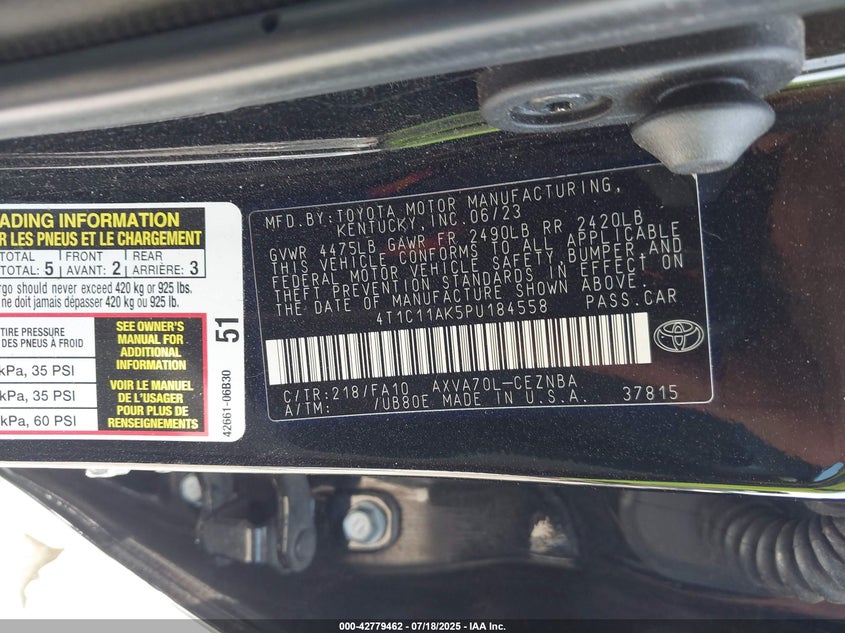 ADING INFORMATION
R LES PNEUS ET LE CHARGEMENT
TOTAL FRONT REAR
TOTAL: 5 AVANT: 2 ARRIÈRE: 3
rgo should never exceed 420 kg or 925 lbs.
ne doit jamais dépasser 420 kg ou 925 lb.
TIRE PRESSURE
DES PNEUS À FROID
kPa, 35 PSI
kPa, 35 PSI
kPa, 60 PSI
SEE OWNER'S
MANUAL FOR
ADDITIONAL
INFORMATION
VOIR LE MANUEL
DE L'USAGER
POUR PLUS DE
RENSEIGNEMENTS
51
42661-06B30
MFD.BY:TOYOTA MOTOR MANUFACTURING,
KENTUCKY, INC.06/23
GVWR 4475LB GAWR FR 2490LB RR 2420LB
THIS VEHICLE CONFORMS TO ALL APPLICABLE
FEDERAL MOTOR VEHICLE SAFETY, BUMPER AND
THEFT PREVENTION STANDARDS IN EFFECT ON
THE DATE OF MANUFACTURE SHOWN ABOVE.
4T1C11AK5PU184558 PASS.CAR
C/TR:218/FA10 AXVA70L-CEZNBA
A/TM: /UB80E MADE IN U.S.A. 37815
000-42779462 - 07/18/2025 - IAA Inc.